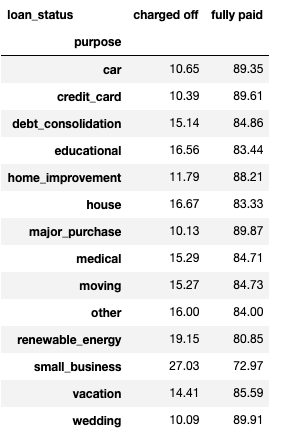 loan_status charged off fully paid
purpose
car 10.65 89.35
credit_card 10.39 89.61
debt_consolidation 15.14 84.86
educational 16.56 83.44
home_improvement 11.79 88.21
house 16.67 83.33
major_purchase 10.13 89.87
medical 15.29 84.71
moving 15.27 84.73
other 16.00 84.00
renewable_energy 19.15 80.85
small_business 27.03 72.97
vacation 14.41 85.59
wedding 10.09 89.91